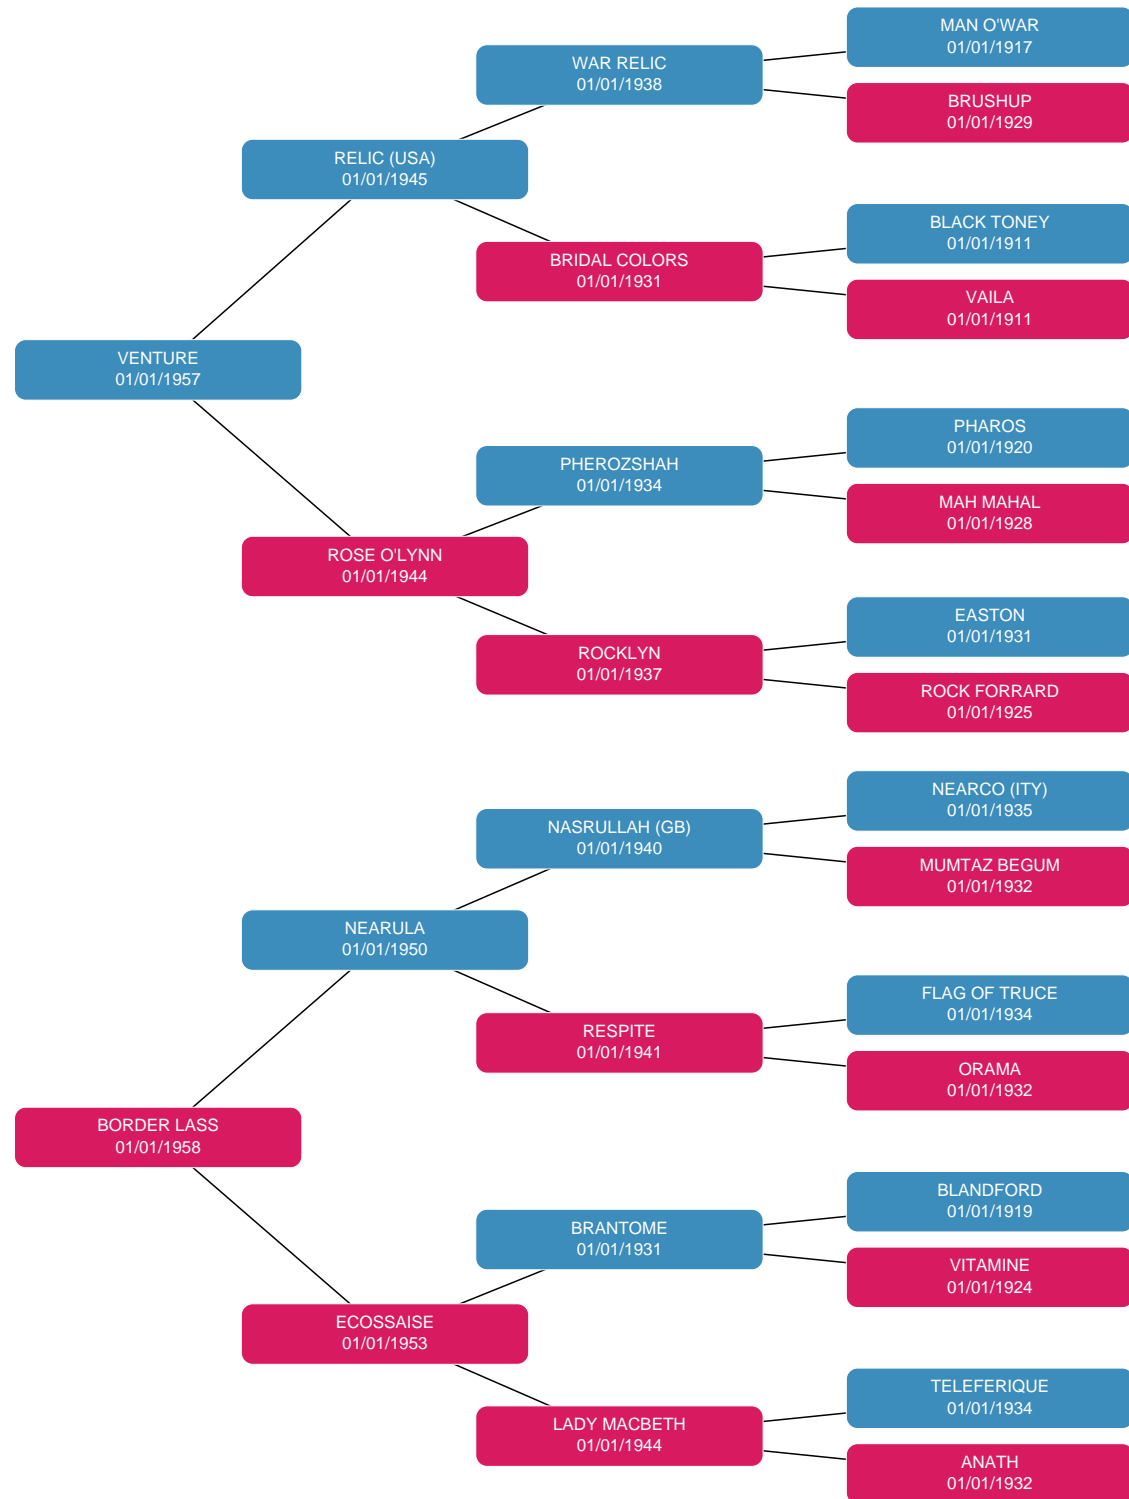 MAN O'WAR
01/01/1917
WAR RELIC
01/01/1938
BRUSHUP
01/01/1929
RELIC (USA)
01/01/1945
BLACK TONEY
01/01/1911
BRIDAL COLORS
01/01/1931
VAILA
01/01/1911
VENTURE
01/01/1957
PHAROS
01/01/1920
PHEROZSHAH
01/01/1934
MAH MAHAL
01/01/1928
ROSE O'LYNN
01/01/1944
EASTON
01/01/1931
ROCKLYN
01/01/1937
ROCK FORRARD
01/01/1925
NEARCO (ITY)
01/01/1935
NASRULLAH (GB)
01/01/1940
MUMTAZ BEGUM
01/01/1932
NEARULA
01/01/1950
FLAG OF TRUCE
01/01/1934
RESPITE
01/01/1941
ORAMA
01/01/1932
BORDER LASS
01/01/1958
BLANDFORD
01/01/1919
BRANTOME
01/01/1931
VITAMINE
01/01/1924
ECOSSAISE
01/01/1953
TELEFERIQUE
01/01/1934
LADY MACBETH
01/01/1944
ANATH
01/01/1932